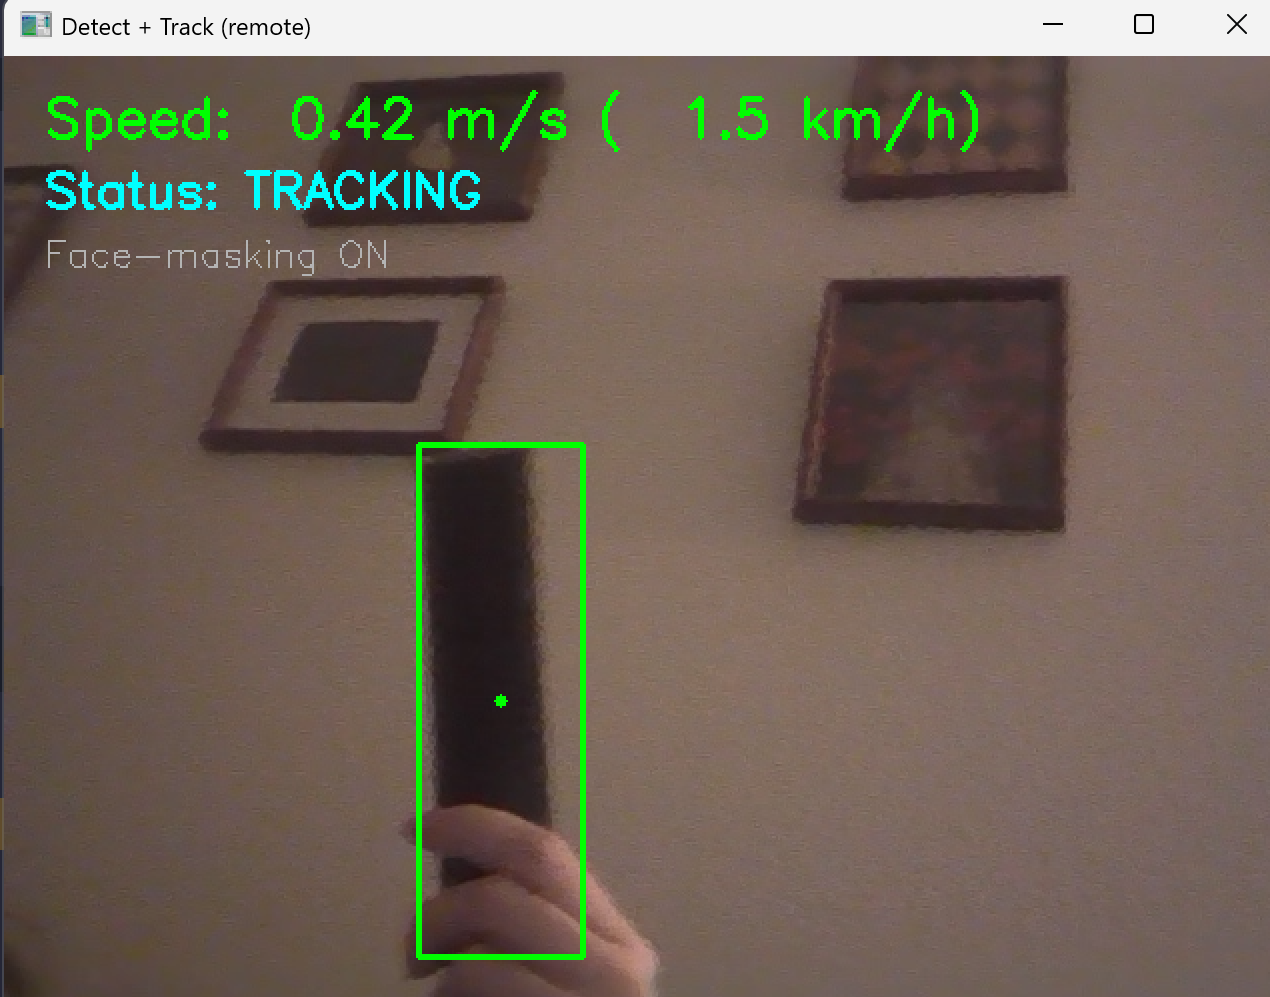 Detect + Track (remote)
Speed: 0.42 m/s ( 1.5 km/h)
Status: TRACKING
Face-masking ON